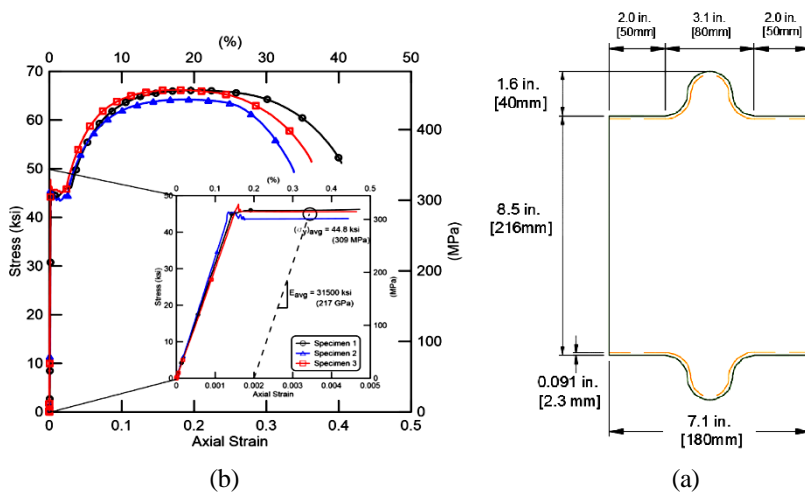 (%)
0 10 20 30 40 50
70
60
50
40
30
20
10
0
Stress (ksi)
0 0.1 0.2 0.3 0.4 0.5
Axial Strain
400
300
200
100
0
(MPa)
(%)
0 0.1 0.2 0.3 0.4 0.5
50
40
30
20
10
0
Stress (ksi)
0 0.001 0.002 0.003 0.004 0.005
Axial Strain
300
200
100
0
(MPa)
(σy)avg = 44.8 ksi
(309 MPa)
Eavg = 31500 ksi
(217 GPa)
Specimen 1
Specimen 2
Specimen 3
(b)
2.0 in. 3.1 in. 2.0 in.
[50mm] [80mm] [50mm]
1.6 in.
[40mm]
8.5 in.
[216mm]
0.091 in.
[2.3 mm]
7.1 in.
[180mm]
(a)